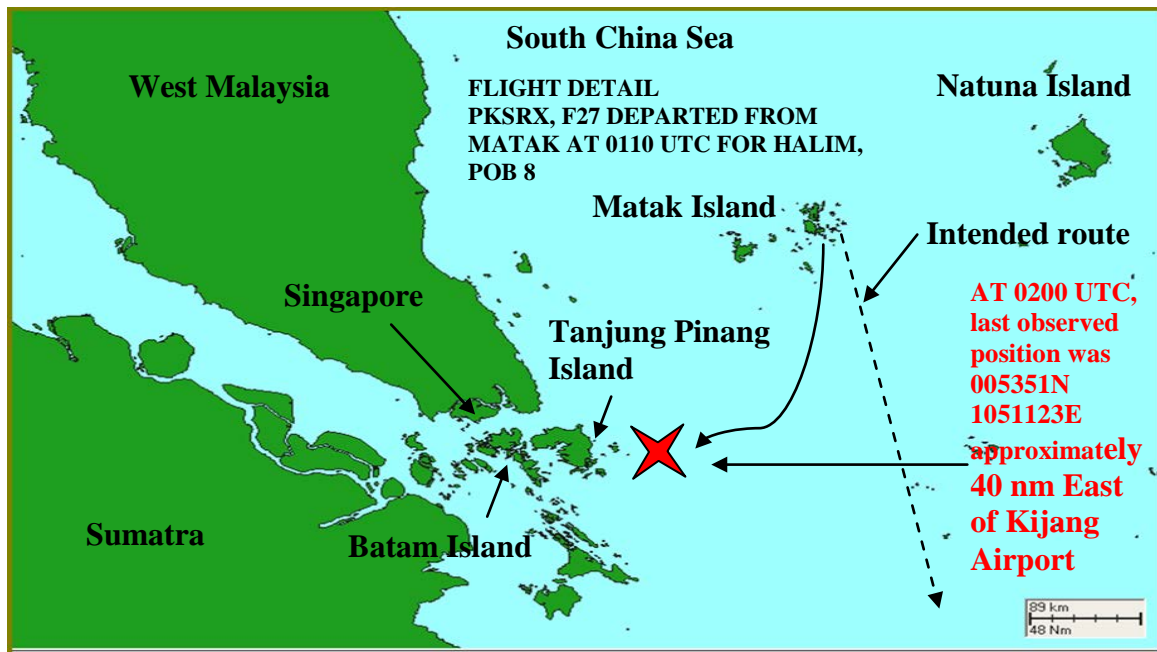 South China Sea
West Malaysia
FLIGHT DETAIL
PKSRX, F27 DEPARTED FROM
MATAK AT 0110 UTC FOR HALIM,
POB 8
Natuna Island
Matak Island
Intended route
Singapore
Tanjung Pinang
Island
AT 0200 UTC,
last observed
position was
005351N
1051123E
approximately
40 nm East
of Kijang
Airport
Sumatra
Batam Island
89 km
48 Nm